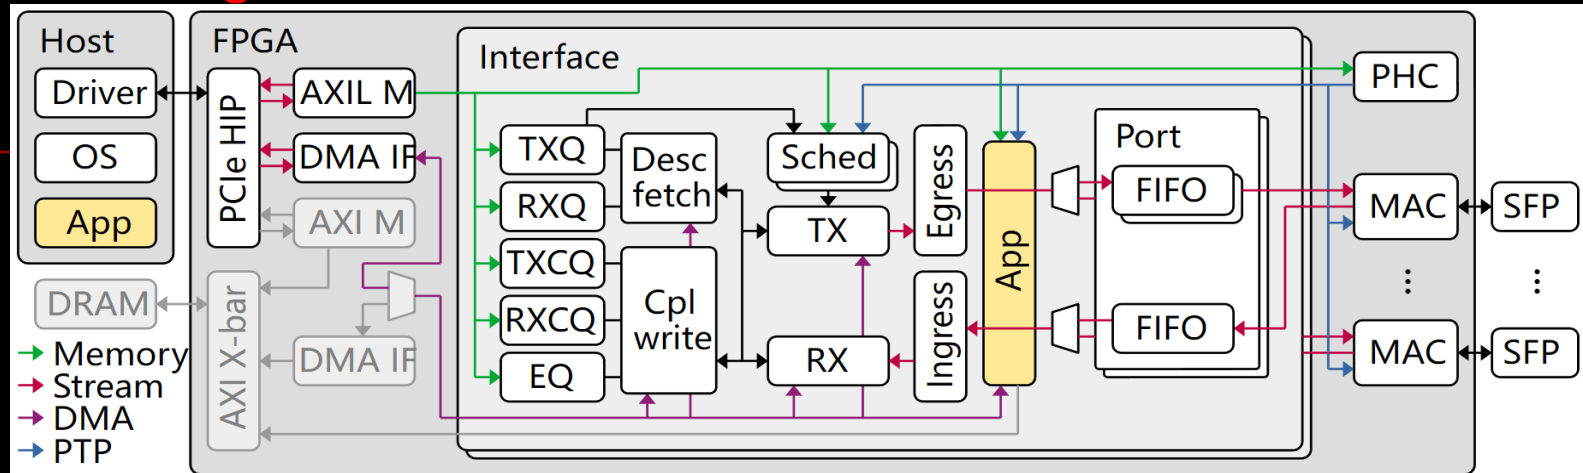 Host
Driver
OS
App
DRAM
Memory
Stream
DMA
PTP
FPGA
PCIe HIP
AXIL M
DMA IF
AXI M
AXI X-bar
DMA IF
Interface
TXQ
RXQ
TXCQ
RXCQ
EQ
Desc
fetch
Cpl
write
Sched
TX
RX
Egress
Ingress
App
Port
FIFO
FIFO
PHC
MAC
SFP
MAC
SFP